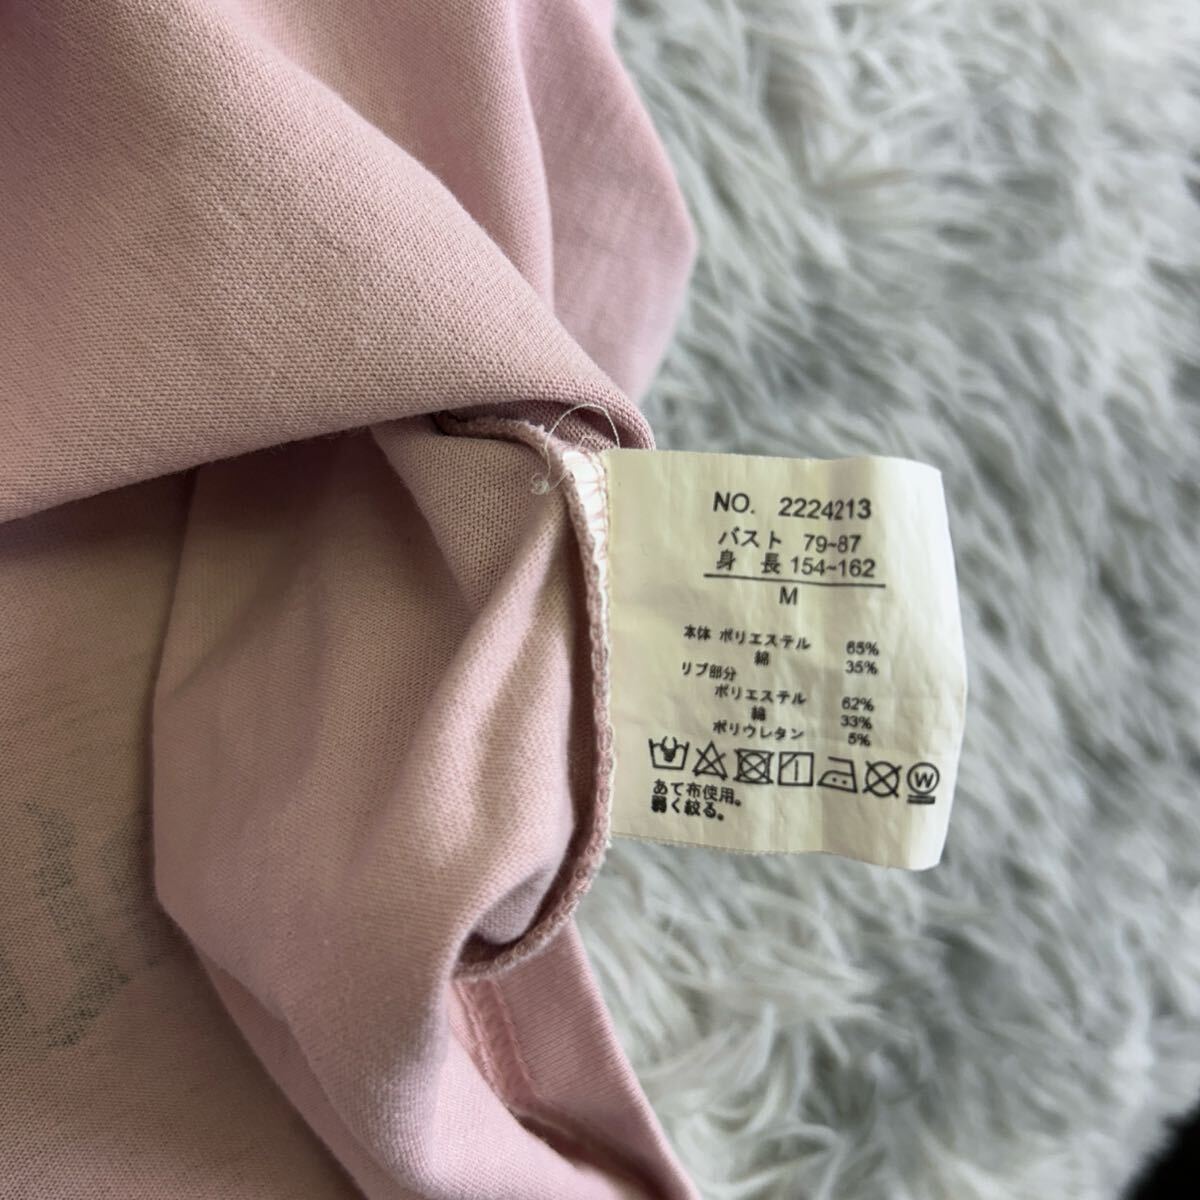 NO. 2224213
バスト 79~87
身 長 154~162
M
本体 ポリエステル 65%
綿 35%
リブ部分
ポリエステル 62%
綿 33%
ポリウレタン 5%
W
あて布使用。
弱く絞る。